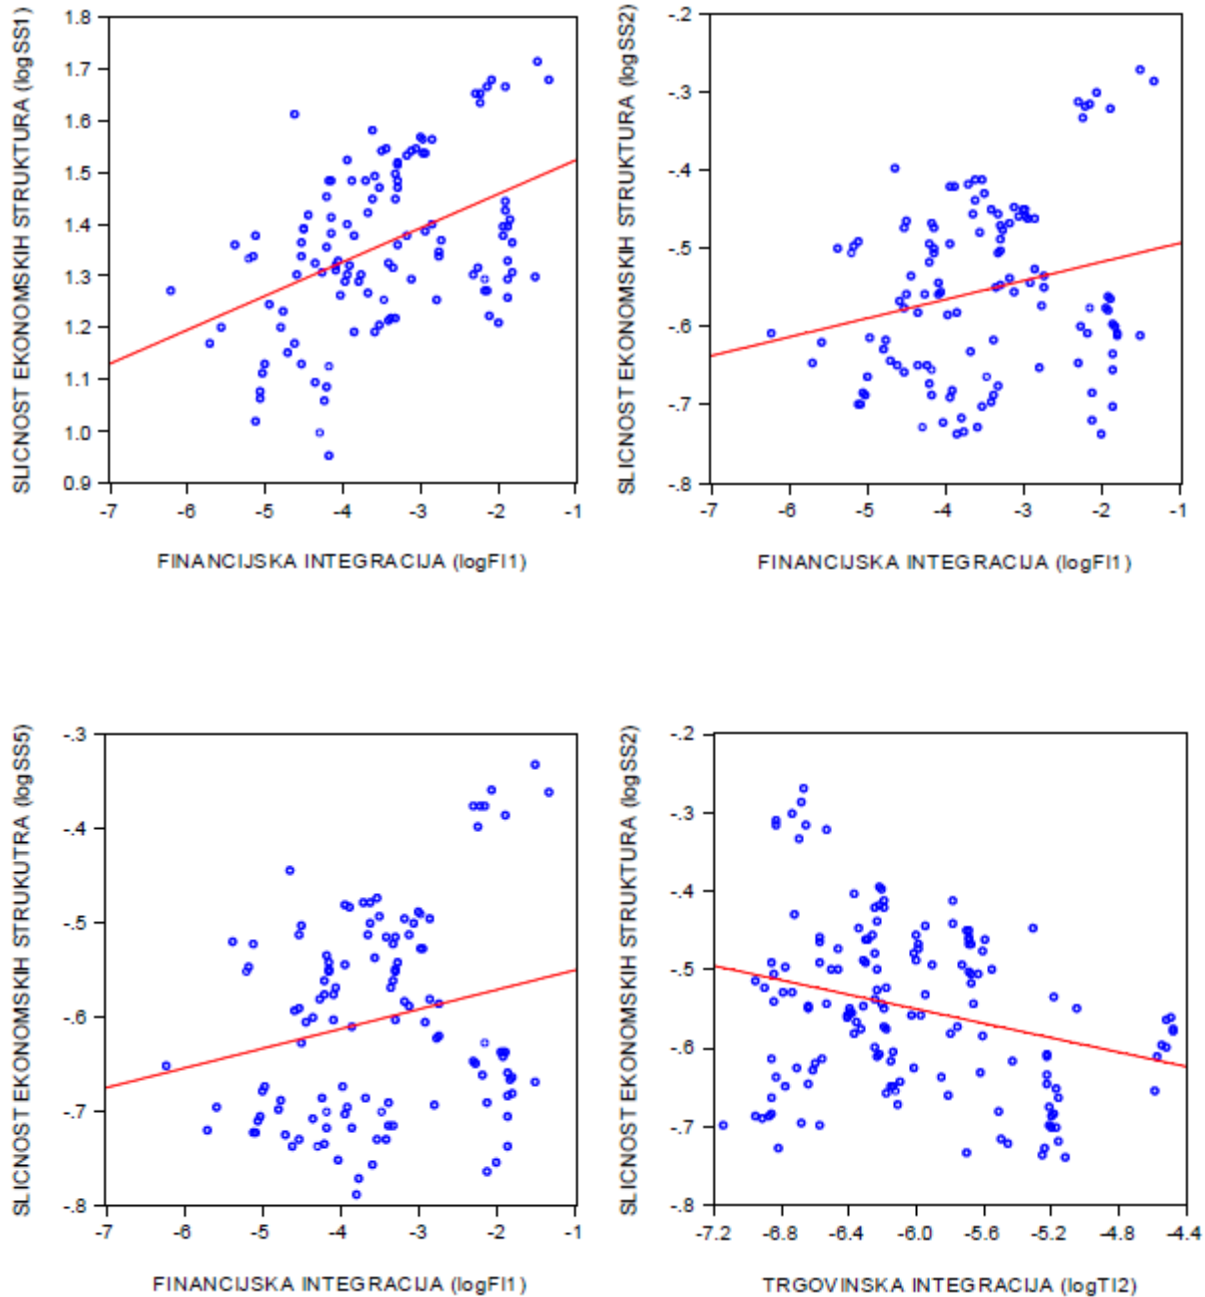 SLICNOST EKONOMSKIH STRUKTURA (logSS1)
1.8
1.7
1.6
1.5
1.4
1.3
1.2
1.1
1.0
0.9
-7 -6 -5 -4 -3 -2 -1
FINANCIJSKA INTEGRACIJA (logFI1)
SLICNOST EKONOMSKIH STRUKTURA (logSS2)
-.2
-.3
-.4
-.5
-.6
-.7
-.8
-7 -6 -5 -4 -3 -2 -1
FINANCIJSKA INTEGRACIJA (logFI1)
SLICNOST EKONOMSKIH STRUKUTRA (logSS5)
-.3
-.4
-.5
-.6
-.7
-.8
-7 -6 -5 -4 -3 -2 -1
FINANCIJSKA INTEGRACIJA (logFI1)
SLICNOST EKONOMSKIH STRUKTURA (logSS2)
-.2
-.3
-.4
-.5
-.6
-.7
-.8
-7.2 -6.8 -6.4 -6.0 -5.6 -5.2 -4.8 -4.4
TRGOVINSKA INTEGRACIJA (logTI2)